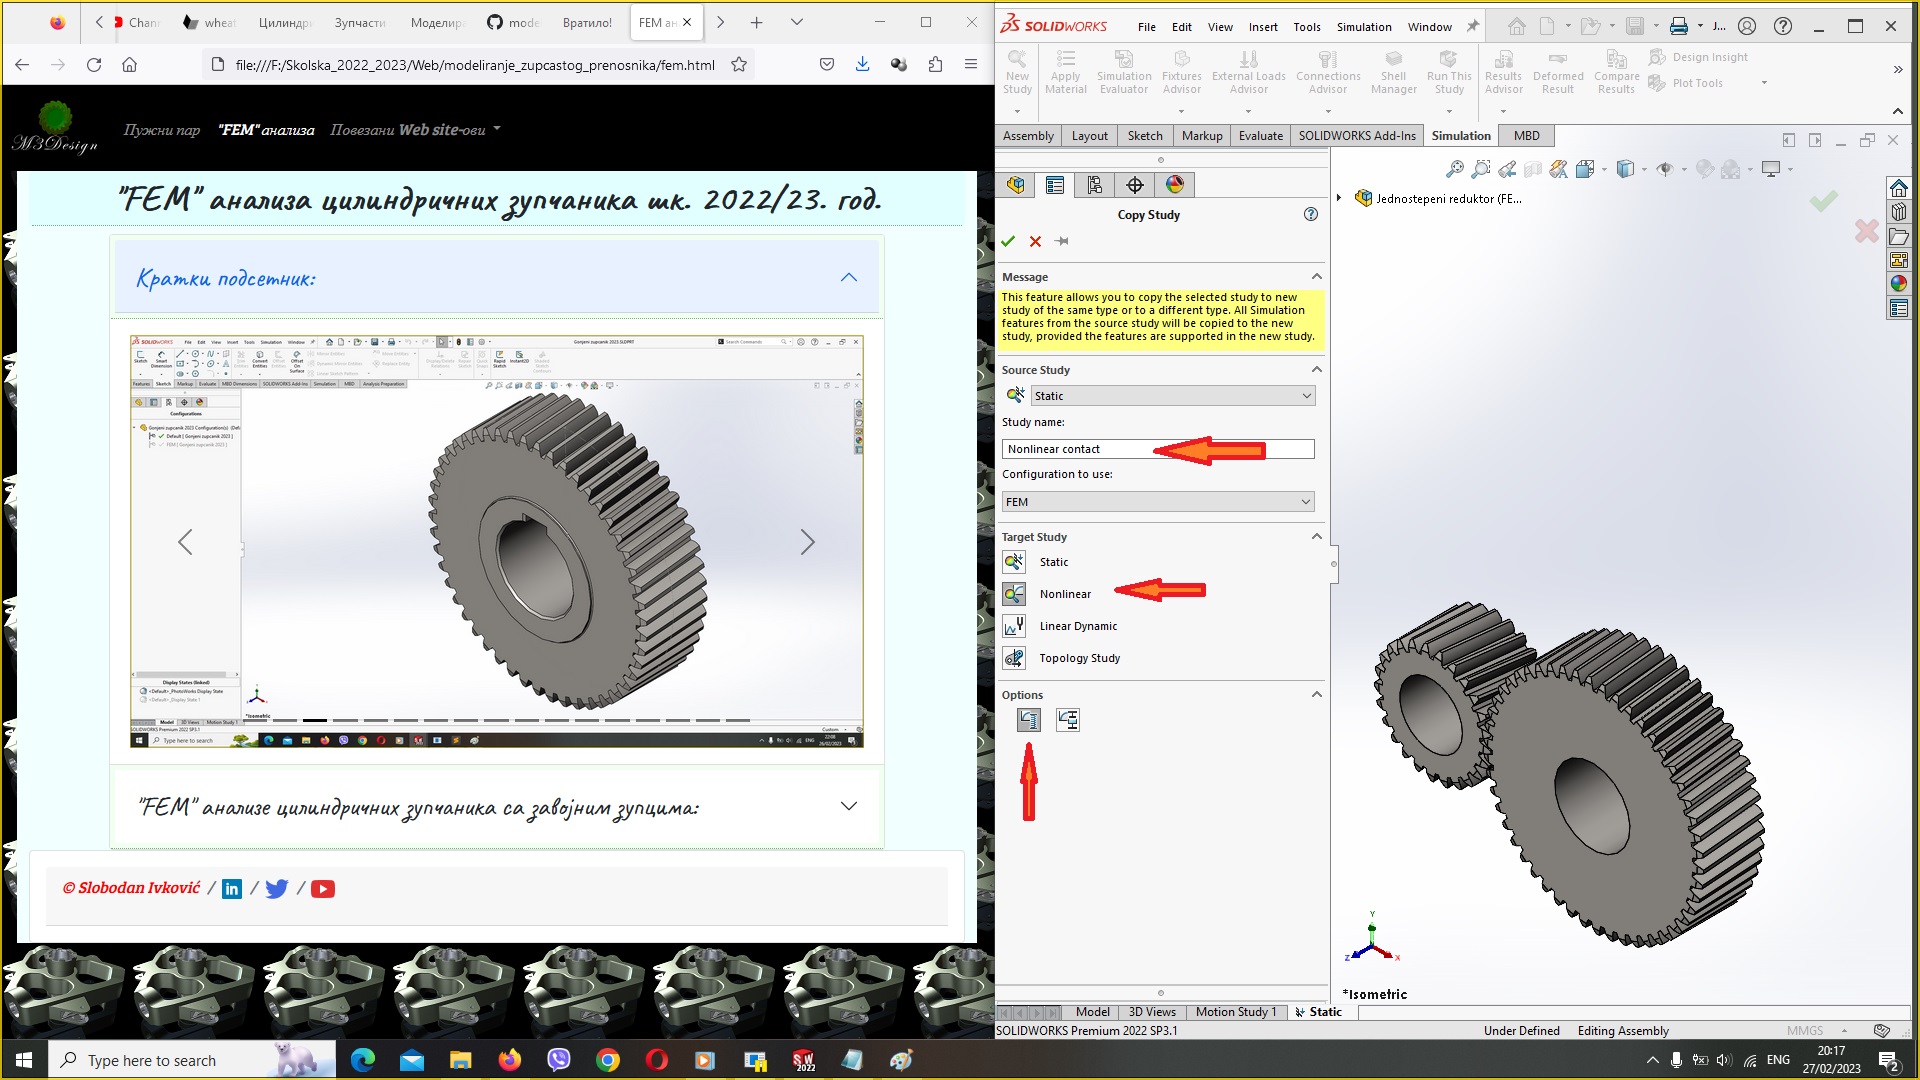 Chann
wheat
Цилиндри
Зупчасти
Моделира
mode
Вратило!
FEM ан
file:///F:/Skolska_2022_2023/Web/modeliranje_zupcastog_prenosnika/fem.html
M3Design
Пужни пар
"FEM" анализа
Повезани Web site-ови
"FEM" анализа цилиндричних зупчаника шк. 2022/23. год.
Кратки подсетник:
"FEM" анализе цилиндричних зупчаника са завојним зупцима:
© Slobodan Ivković / / /
SOLIDWORKS
File Edit View Insert Tools Simulation Window
J...
New Study
Apply Material
Simulation Evaluator
Fixtures Advisor
External Loads Advisor
Connections Advisor
Shell Manager
Run This Study
Results Advisor
Deformed Result
Compare Results
Design Insight
Plot Tools
Assembly Layout Sketch Markup Evaluate SOLIDWORKS Add-Ins Simulation MBD
Copy Study
Message
This feature allows you to copy the selected study to new
study of the same type or to a different type. All Simulation
features from the source study will be copied to the new
study, provided the features are supported in the new study.
Source Study
Static
Study name:
Nonlinear contact
Configuration to use:
FEM
Target Study
Static
Nonlinear
Linear Dynamic
Topology Study
Options
Jednostepeni reduktor (FE...
Y
Z
X
*Isometric
Model 3D Views Motion Study 1 Static
SOLIDWORKS Premium 2022 SP3.1
Under Defined Editing Assembly MMGS
Type here to search
ENG
20:17
27/02/2023
2